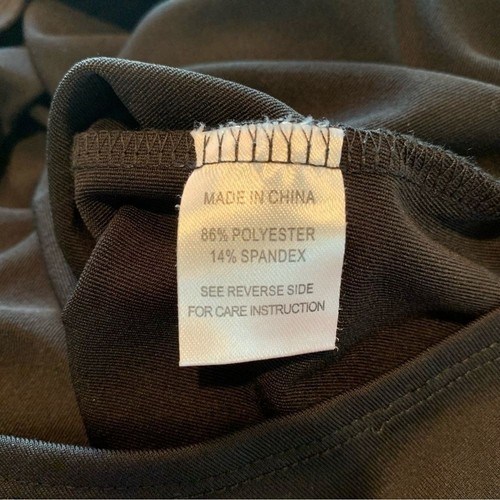 MADE IN CHINA
86% POLYESTER
14% SPANDEX
SEE REVERSE SIDE
FOR CARE INSTRUCTION